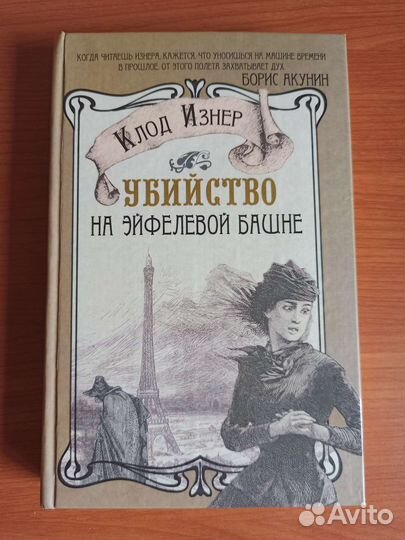 КОГДА ЧИТАЕШЬ ИЗНЕРА, КАЖЕТСЯ, ЧТО УНОСИШЬСЯ НА МАШИНЕ ВРЕМЕНИ
В ПРОШЛОЕ. ОТ ЭТОГО ПОЛЕТА ЗАХВАТЫВАЕТ ДУХ.
БОРИС АКУНИН
КЛОД ИЗНЕР
УБИЙСТВО
НА ЭЙФЕЛЕВОЙ БАШНЕ
Avito